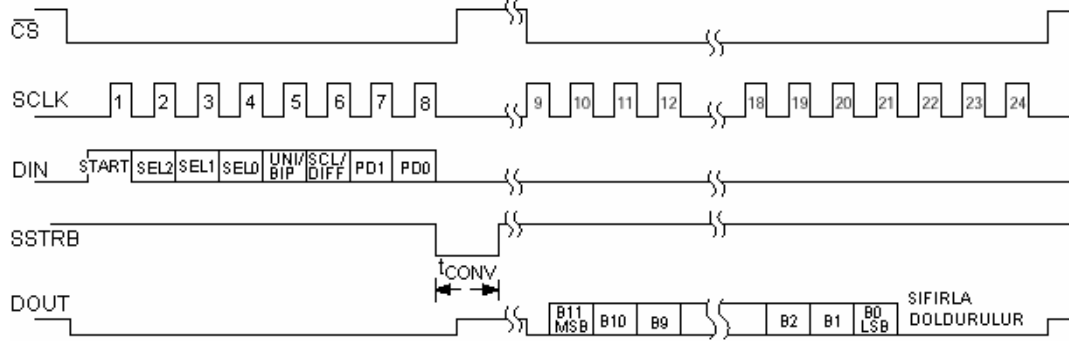 CS
SCLK 1 2 3 4 5 6 7 8 9 10 11 12 18 19 20 21 22 23 24
DIN START SEL2 SEL1 SEL0 UNI/BIP SCL/DIFF PD1 PD0
SSTRB
tCONV
DOUT B11 MSB B10 B9 B2 B1 B0 LSB SIFIRLA
DOLDURULUR